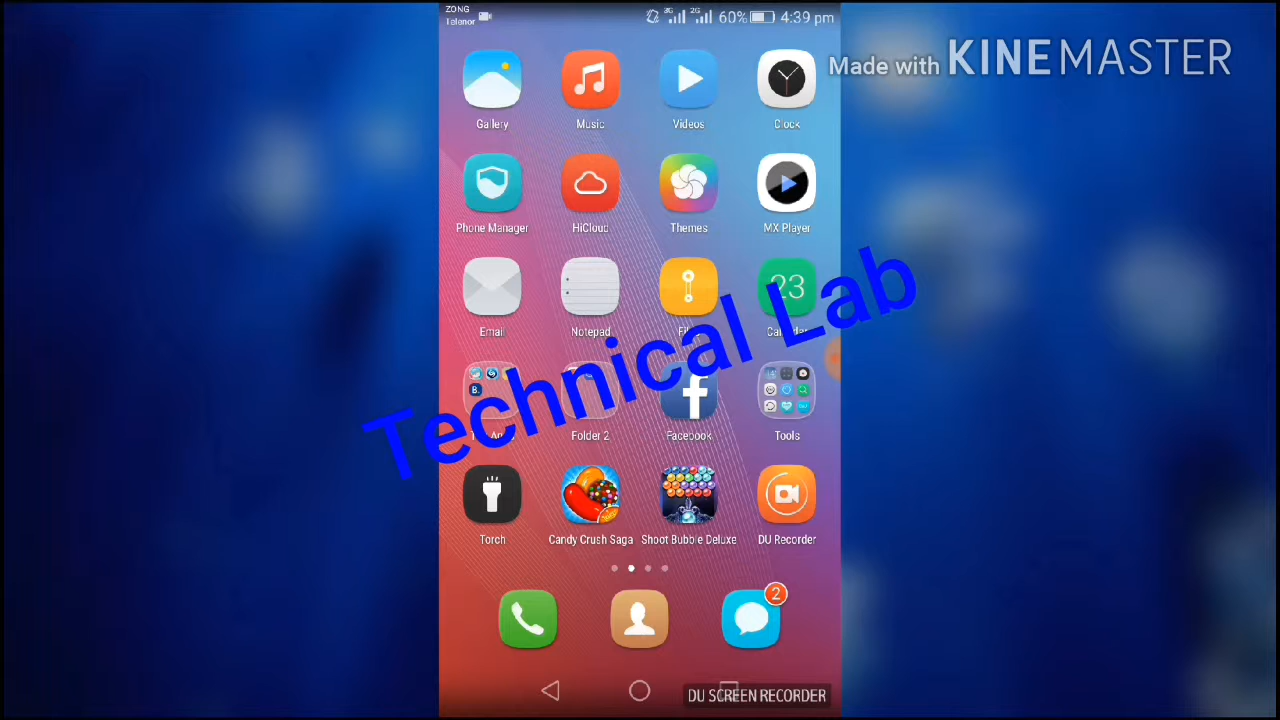 ZONG
Telenor
3G 2G 60% 4:39 pm
Made with KINEMASTER
Gallery Music Videos Clock
Phone Manager HiCloud Themes MX Player
23
Email Notepad
Technical Lab
B.
Folder 2 Facebook Tools
Torch Candy Crush Saga Shoot Bubble Deluxe DU Recorder
2
DU SCREEN RECORDER